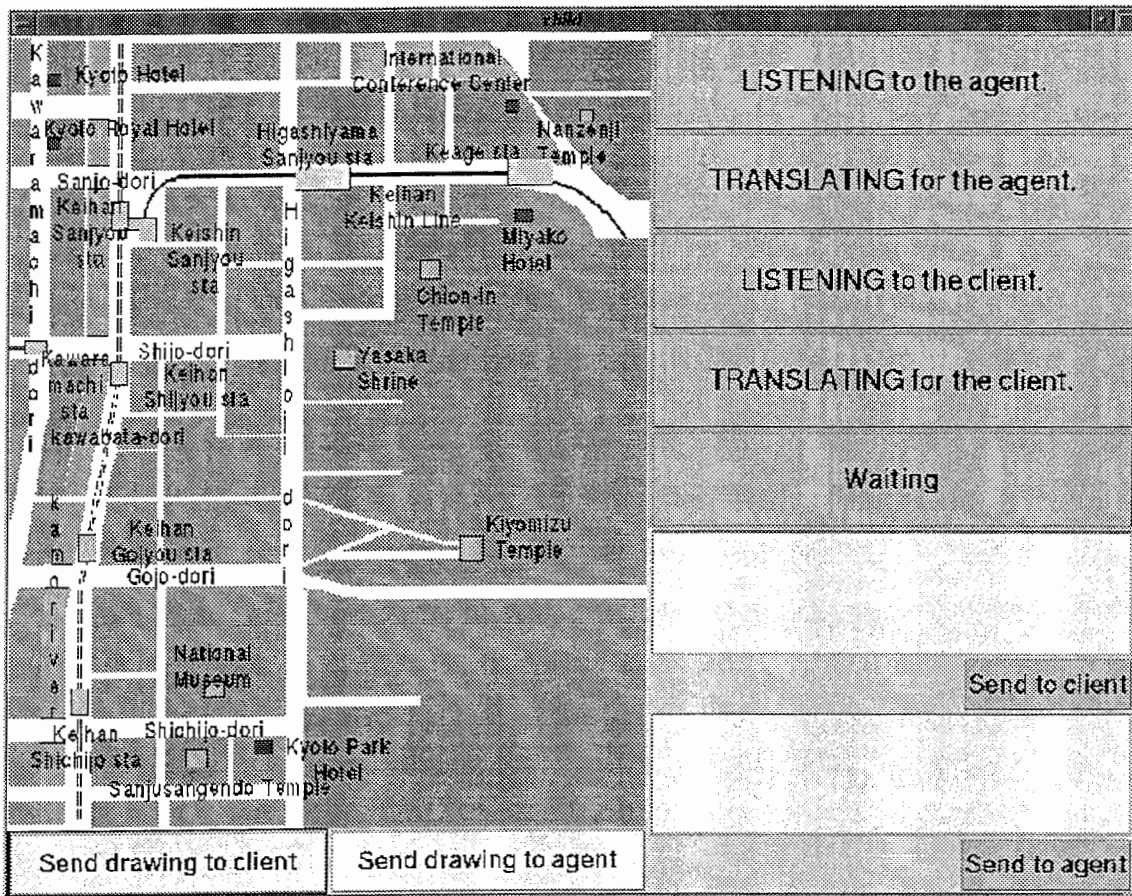 child
Kyoto Hotel
International
Conference Center
Kyoto Royal Hotel
Higashiyama
Sanjyou sta
Nanzenji
Temple
Keage sta
Sanjo-dori
Keihan
Sanjyou
sta
Keishin
Sanjyou
sta
Keihan
Keishin Line
Miyako
Hotel
Chion-in
Temple
Kawaramachi dori
Higashioji dori
Shijo-dori
Kawara
machi
sta
Keihan
Shijyou sta
Yasaka
Shrine
kawabata-dori
kamo river
Keihan
Gojyou sta
Gojo-dori
Kiyomizu
Temple
National
Museum
Keihan
Shichijo sta
Shichijo-dori
Kyoto Park
Hotel
Sanjusangendo Temple
Send drawing to client
Send drawing to agent
LISTENING to the agent.
TRANSLATING for the agent.
LISTENING to the client.
TRANSLATING for the client.
Waiting
Send to client
Send to agent